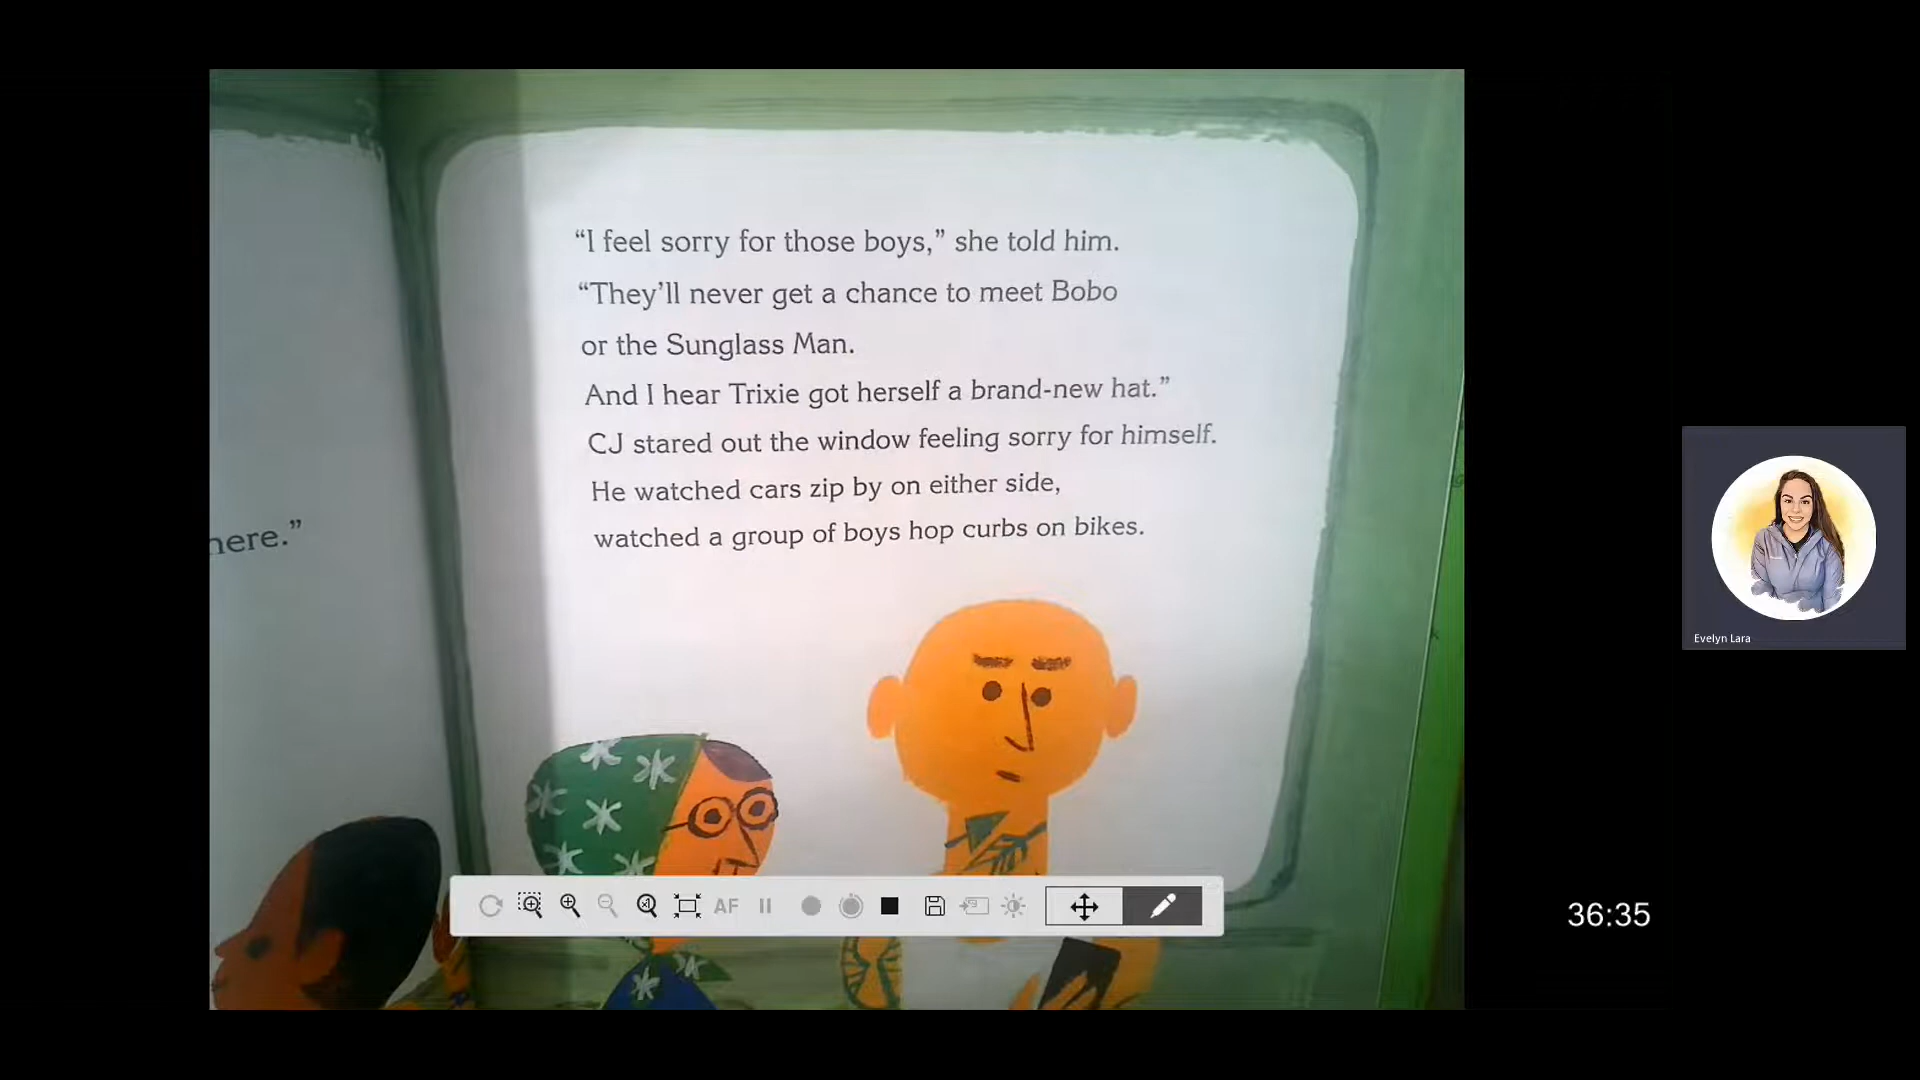 “I feel sorry for those boys,” she told him.
“They’ll never get a chance to meet Bobo
or the Sunglass Man.
And I hear Trixie got herself a brand-new hat.”
CJ stared out the window feeling sorry for himself.
He watched cars zip by on either side,
watched a group of boys hop curbs on bikes.
here.”
AF
Evelyn Lara
36:35